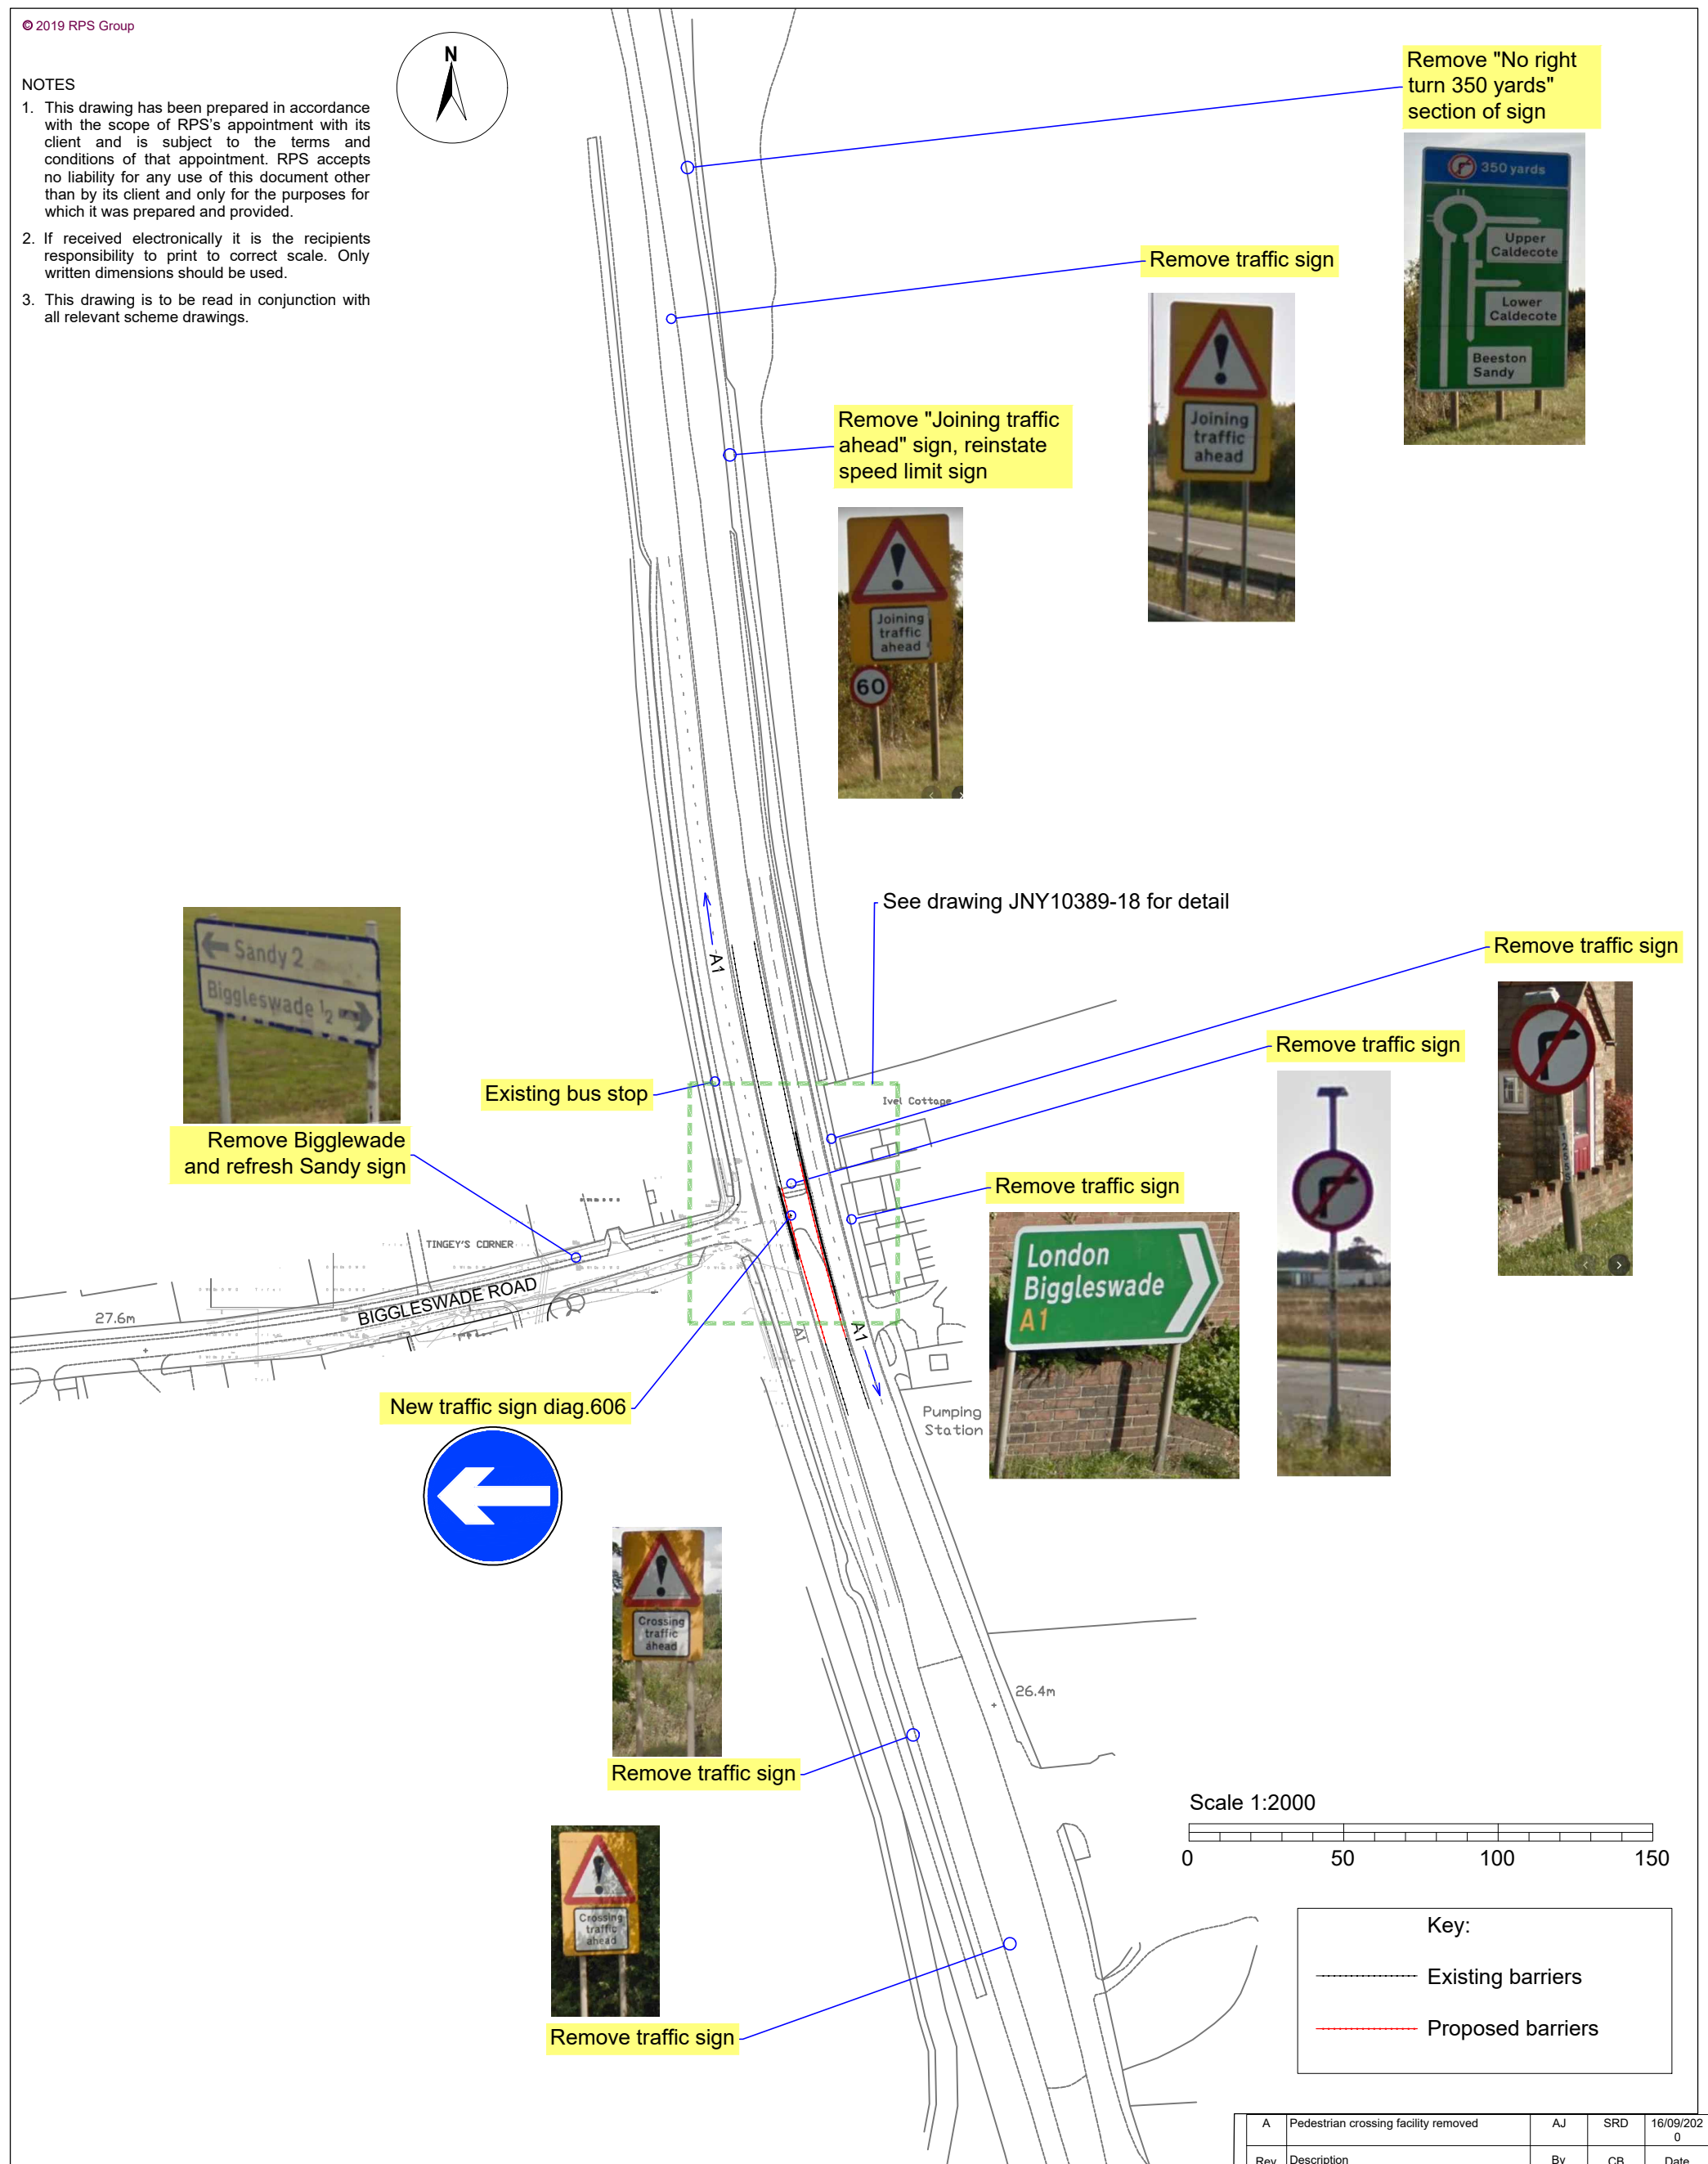 © 2019 RPS Group
NOTES
1. This drawing has been prepared in accordance
with the scope of RPS's appointment with its
client and is subject to the terms and
conditions of that appointment. RPS accepts
no liability for any use of this document other
than by its client and only for the purposes for
which it was prepared and provided.
2. If received electronically it is the recipients
responsibility to print to correct scale. Only
written dimensions should be used.
3. This drawing is to be read in conjunction with
all relevant scheme drawings.
N
Remove "No right
turn 350 yards"
section of sign
350 yards
Upper
Caldecote
Lower
Caldecote
Beeston
Sandy
Remove traffic sign
Joining
traffic
ahead
Remove "Joining traffic
ahead" sign, reinstate
speed limit sign
Joining
traffic
ahead
60
See drawing JNY10389-18 for detail
Sandy 2
Biggleswade ½
Remove Bigglewade
and refresh Sandy sign
A1
Existing bus stop
Remove traffic sign
Remove traffic sign
Ivel Cottage
Remove traffic sign
London
Biggleswade
A1
TINGEY'S CORNER
BIGGLESWADE ROAD
27.6m
A1
A1
Pumping
Station
New traffic sign diag.606
Crossing
traffic
ahead
Remove traffic sign
26.4m
Crossing
traffic
ahead
Remove traffic sign
Scale 1:2000
0 50 100 150
Key:
Existing barriers
Proposed barriers
A Pedestrian crossing facility removed AJ SRD 16/09/202
0
Rev Description By CB Date